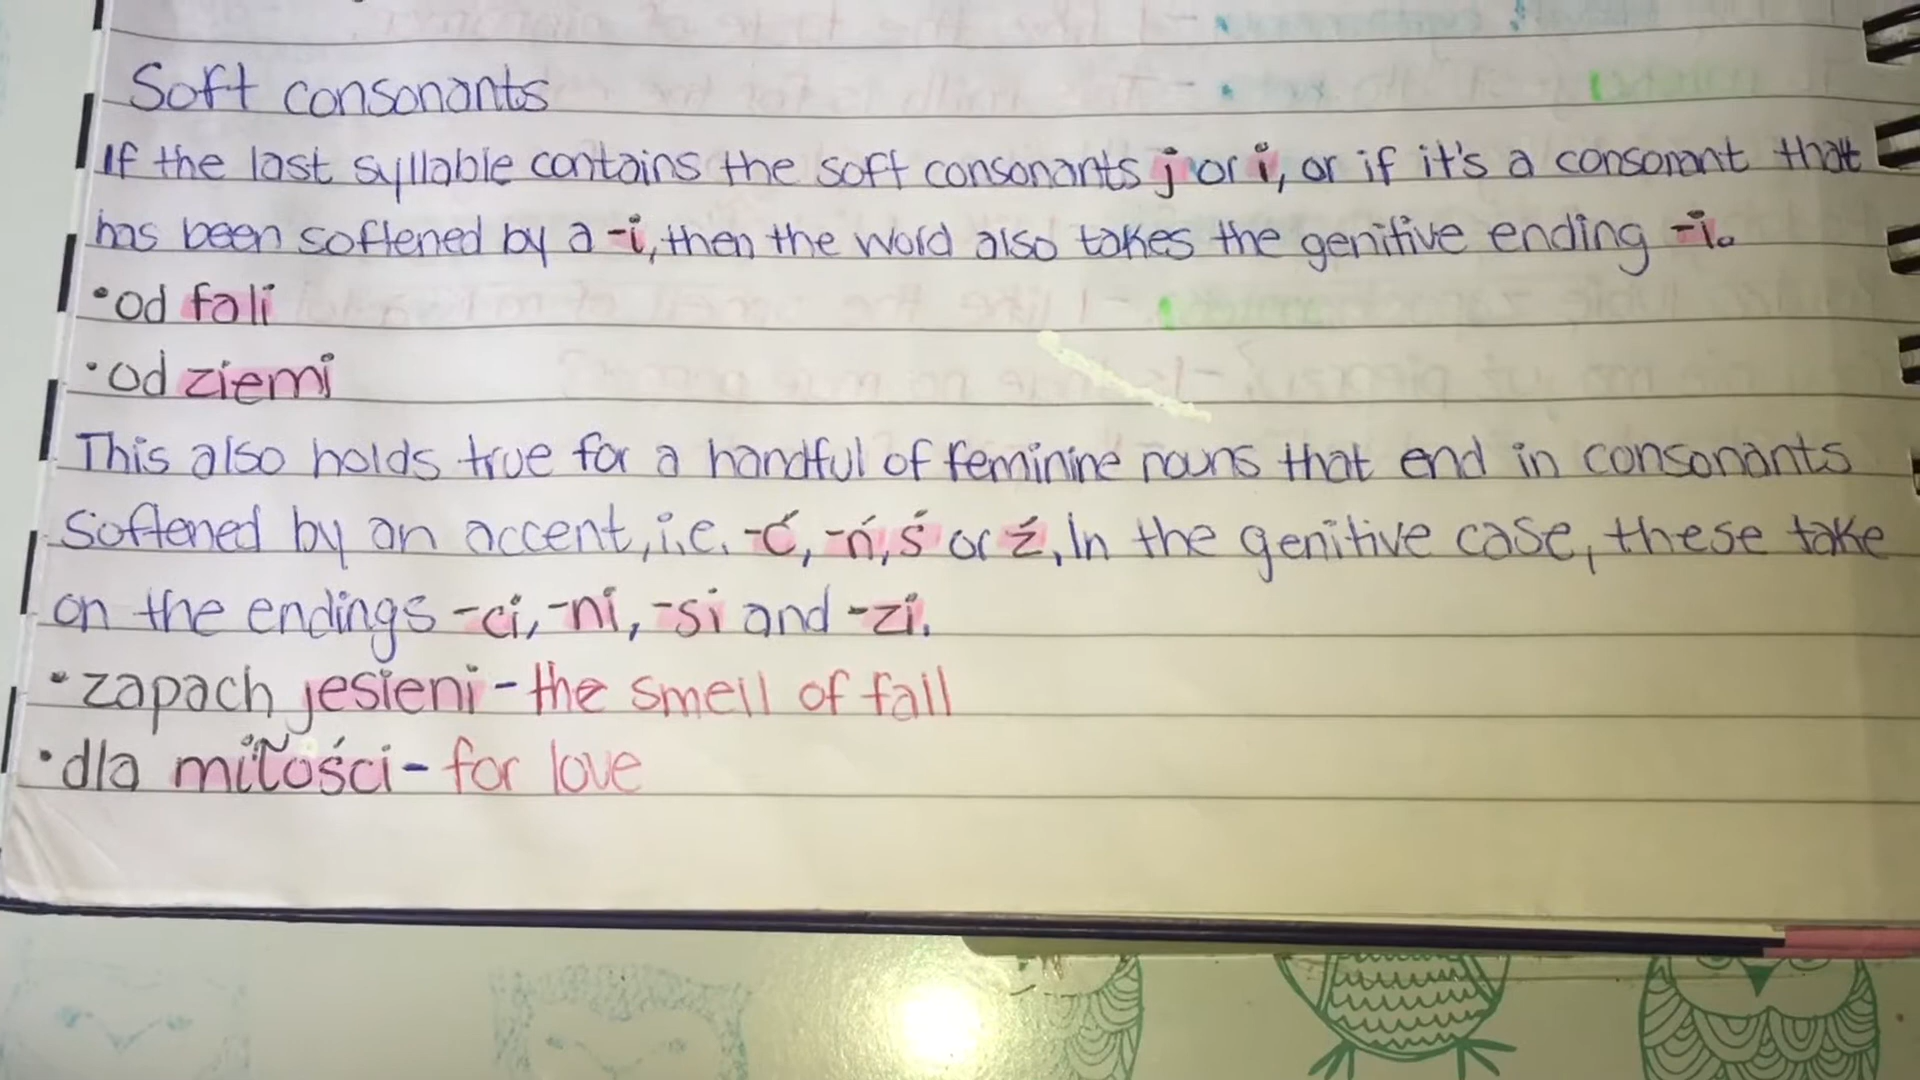 Soft consonants
If the last syllable contains the soft consonants j or i, or if it's a consonant that
has been softened by a -i, then the word also takes the genitive ending -i.
•od fali
•od ziemi
This also holds true for a handful of feminine nouns that end in consonants
softened by an accent, i.e. -ć, -ń, ś or ź. In the genitive case, these take
on the endings -ci, -ni, -si and -zi.
•zapach jesieni - the smell of fall
•dla miłości - for love